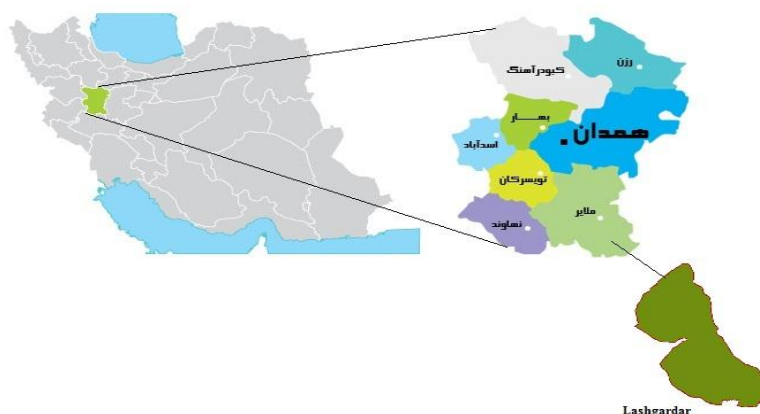 رزن
کبودرآهنگ
بهار
همدان
اسدآباد
تویسرکان
ملایر
نهاوند
Lashgardar